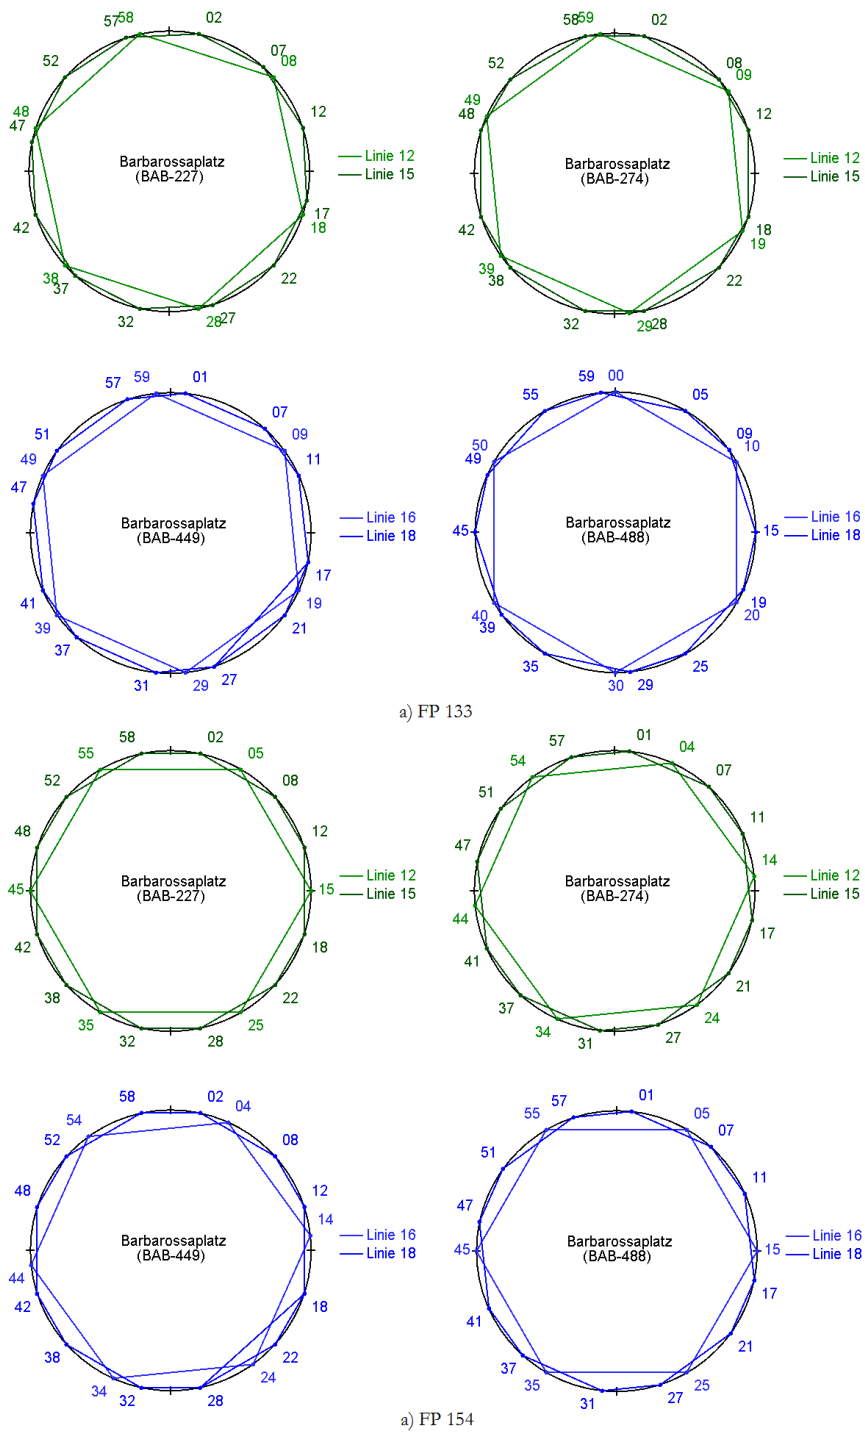 57 58 02
52 07 08
48 12
47
Barbarossaplatz
(BAB-227)
Linie 12
Linie 15
42 17
18
38 22
37
32 28 27
58 59 02
52 08
09
49
48 12
Barbarossaplatz
(BAB-274)
Linie 12
Linie 15
42 18
19
39
38 22
32 29 28
57 59 01
51 07
09
49 11
47
Barbarossaplatz
(BAB-449)
Linie 16
Linie 18
17
41 19
39 21
37
31 29 27
59 00
55 05
50 09
49 10
Barbarossaplatz
(BAB-488)
45 15
Linie 16
Linie 18
19
40 20
39
35 25
30 29
a) FP 133
58 02
55 05
52 08
48 12
Barbarossaplatz
(BAB-227)
45 15
Linie 12
Linie 15
42 18
38 22
35 25
32 28
57 01
54 04
51 07
47 11
14
Barbarossaplatz
(BAB-274)
Linie 12
Linie 15
44 17
41
37 21
34 24
31 27
58 02
54 04
52 08
48 12
14
Barbarossaplatz
(BAB-449)
Linie 16
Linie 18
44
42 18
38 22
34 24
32 28
57 01
55 05
51 07
47 11
Barbarossaplatz
(BAB-488)
45 15
Linie 16
Linie 18
17
41
37 21
35 25
31 27
a) FP 154